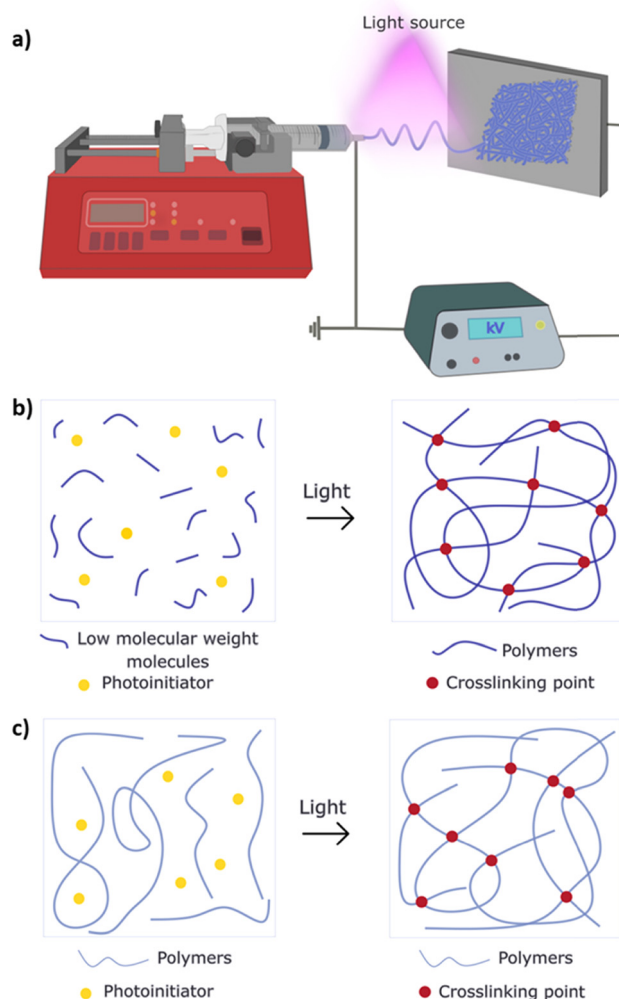 a)
Light source
kV
b)
Light
Low molecular weight
molecules
Photoinitiator
Polymers
Crosslinking point
c)
Light
Polymers
Photoinitiator
Polymers
Crosslinking point